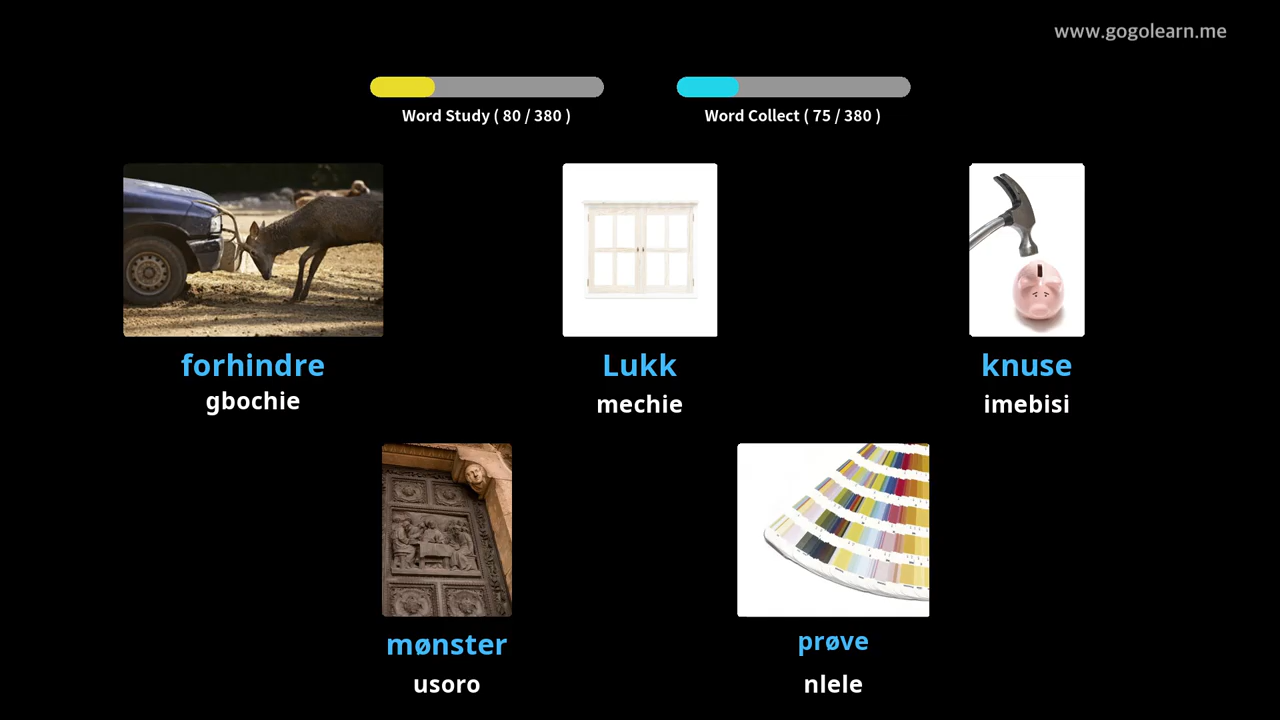 www.gogolearn.me
Word Study ( 80 / 380 )
Word Collect ( 75 / 380 )
forhindre
gbochie
Lukk
mechie
knuse
imebisi
mønster
usoro
prøve
nlele